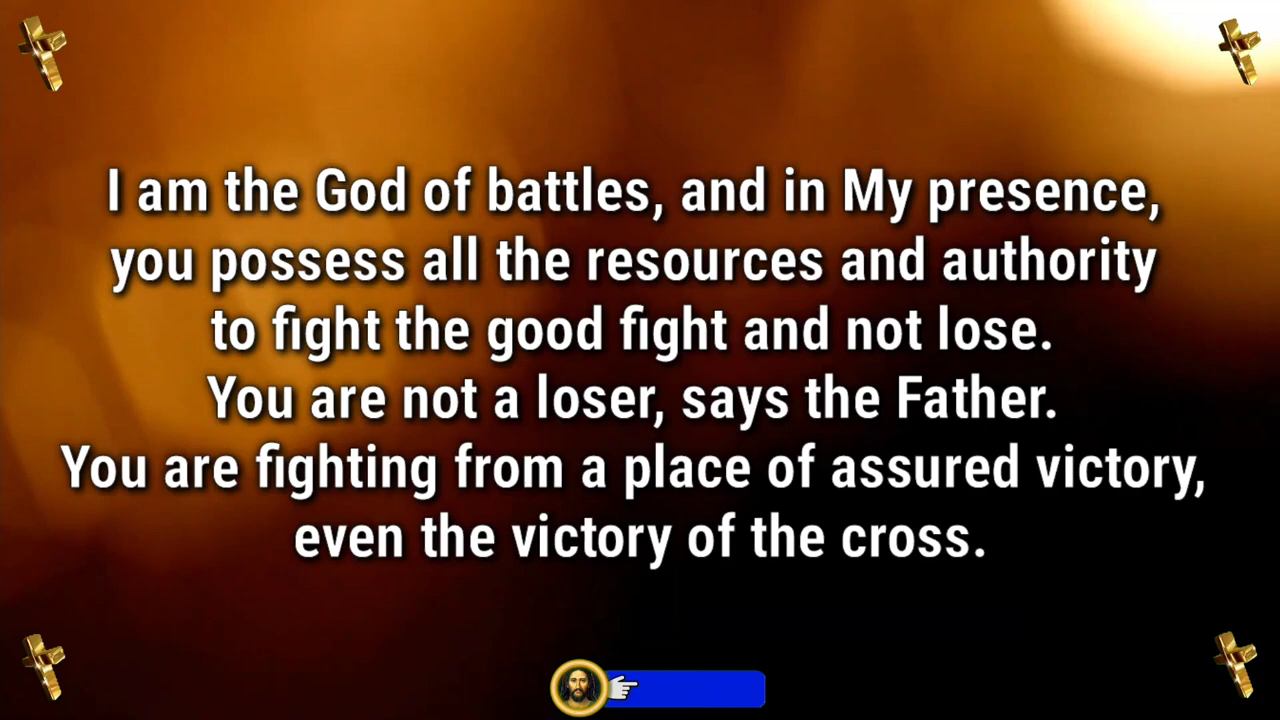 I am the God of battles, and in My presence,
you possess all the resources and authority
to fight the good fight and not lose.
You are not a loser, says the Father.
You are fighting from a place of assured victory,
even the victory of the cross.